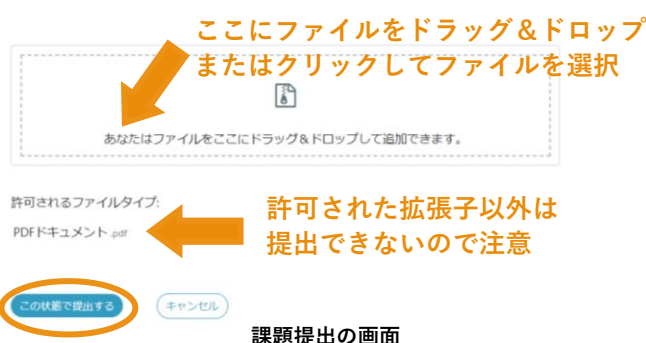 ここにファイルをドラッグ＆ドロップ
またはクリックしてファイルを選択
あなたはファイルをここにドラッグ&ドロップして追加できます。
許可されるファイルタイプ:
PDFドキュメント .pdf
許可された拡張子以外は
提出できないので注意
この状態で提出する
キャンセル
課題提出の画面